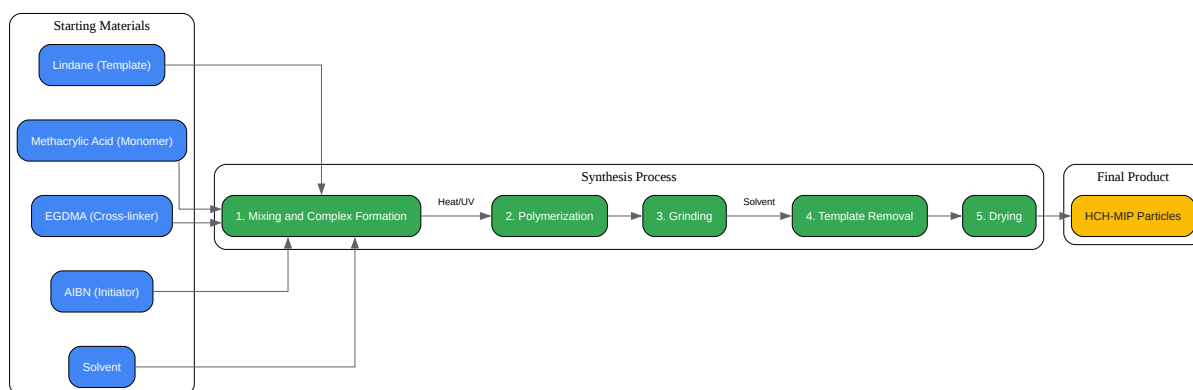 Starting Materials
Lindane (Template)
Methacrylic Acid (Monomer)
EGDMA (Cross-linker)
AIBN (Initiator)
Solvent
Synthesis Process
1. Mixing and Complex Formation
Heat/UV
2. Polymerization
3. Grinding
Solvent
4. Template Removal
5. Drying
Final Product
HCH-MIP Particles